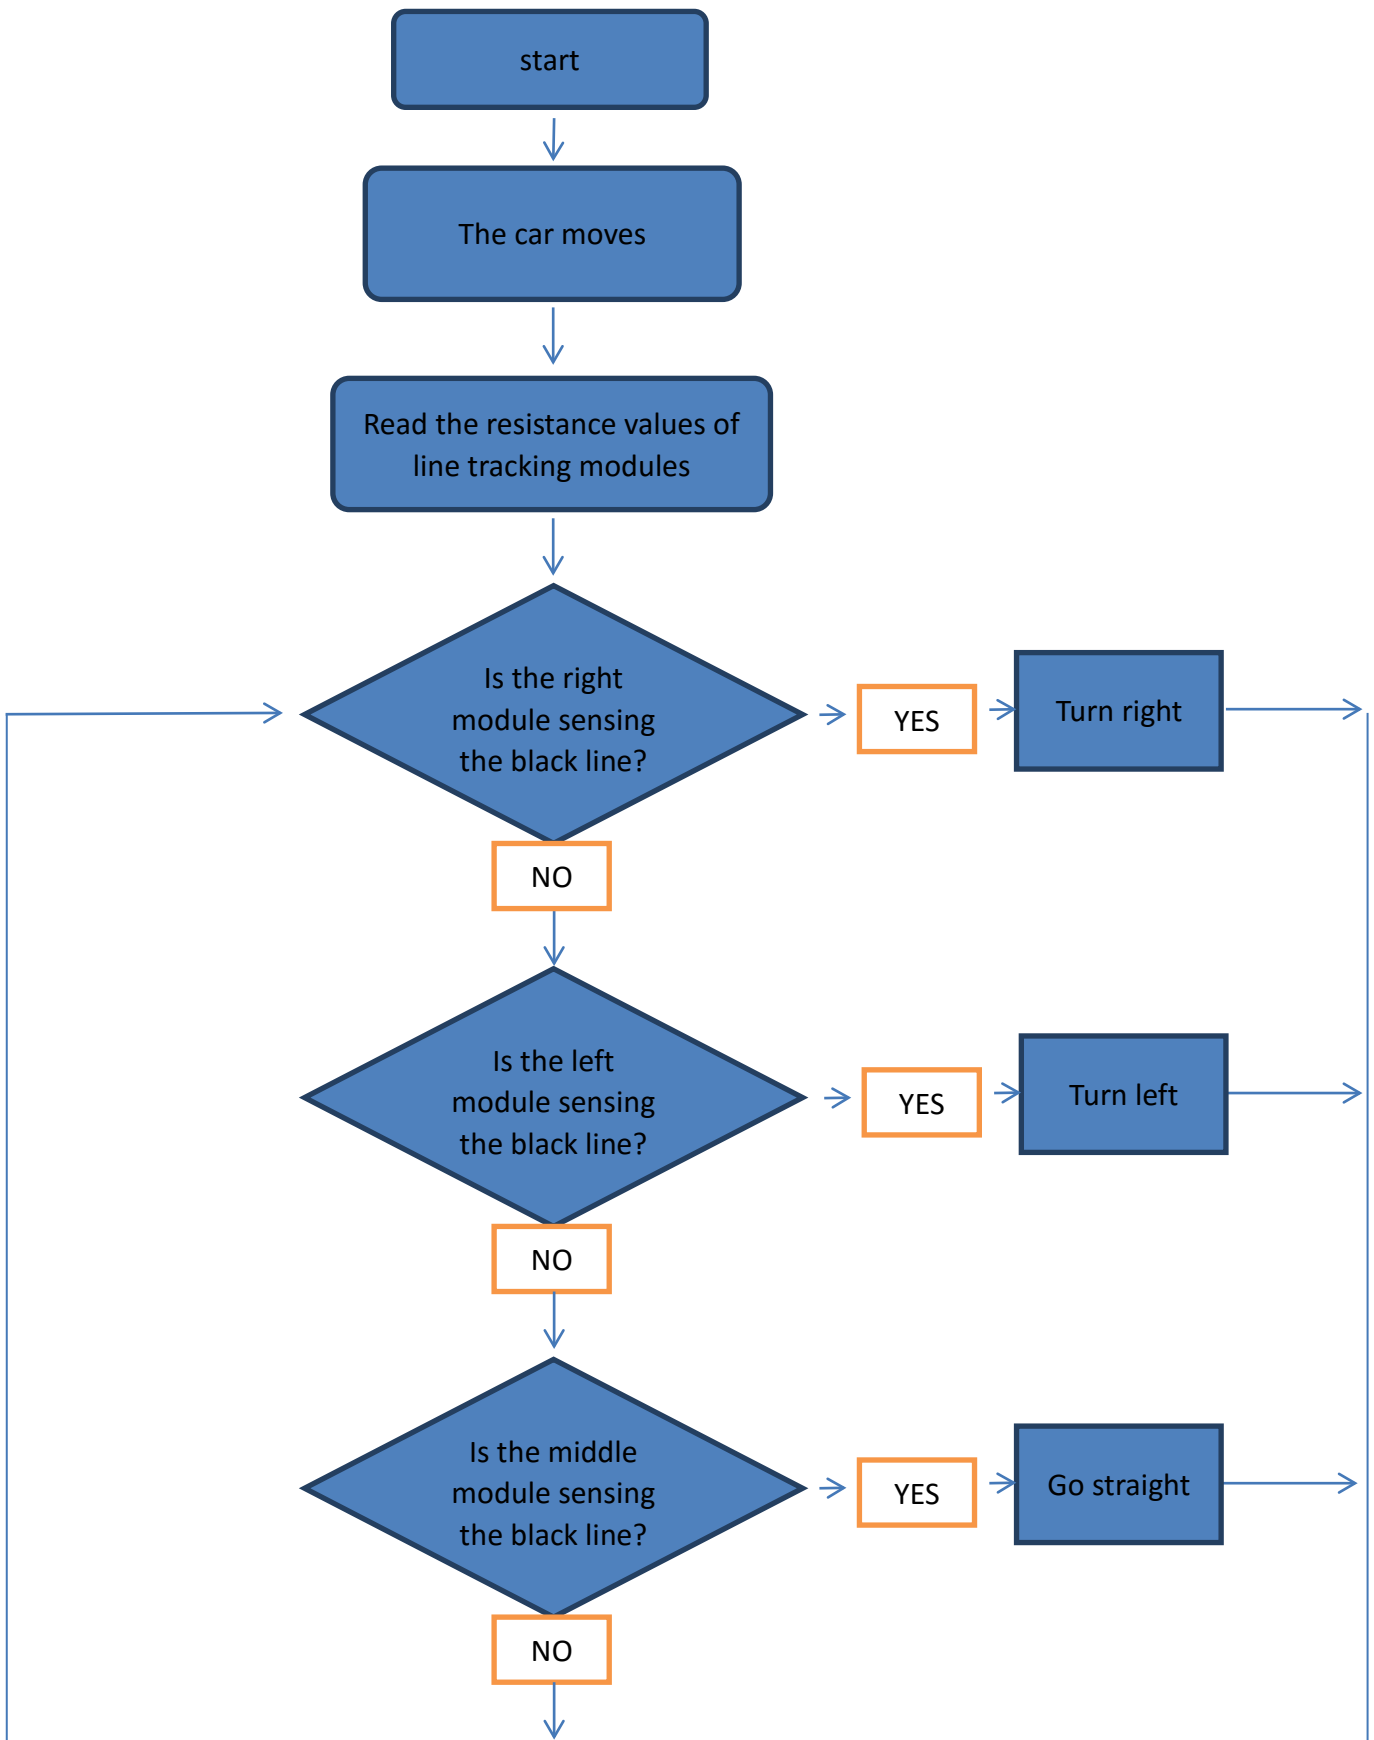 start
The car moves
Read the resistance values of
line tracking modules
Is the right
module sensing
the black line?
YES
Turn right
NO
Is the left
module sensing
the black line?
YES
Turn left
NO
Is the middle
module sensing
the black line?
YES
Go straight
NO